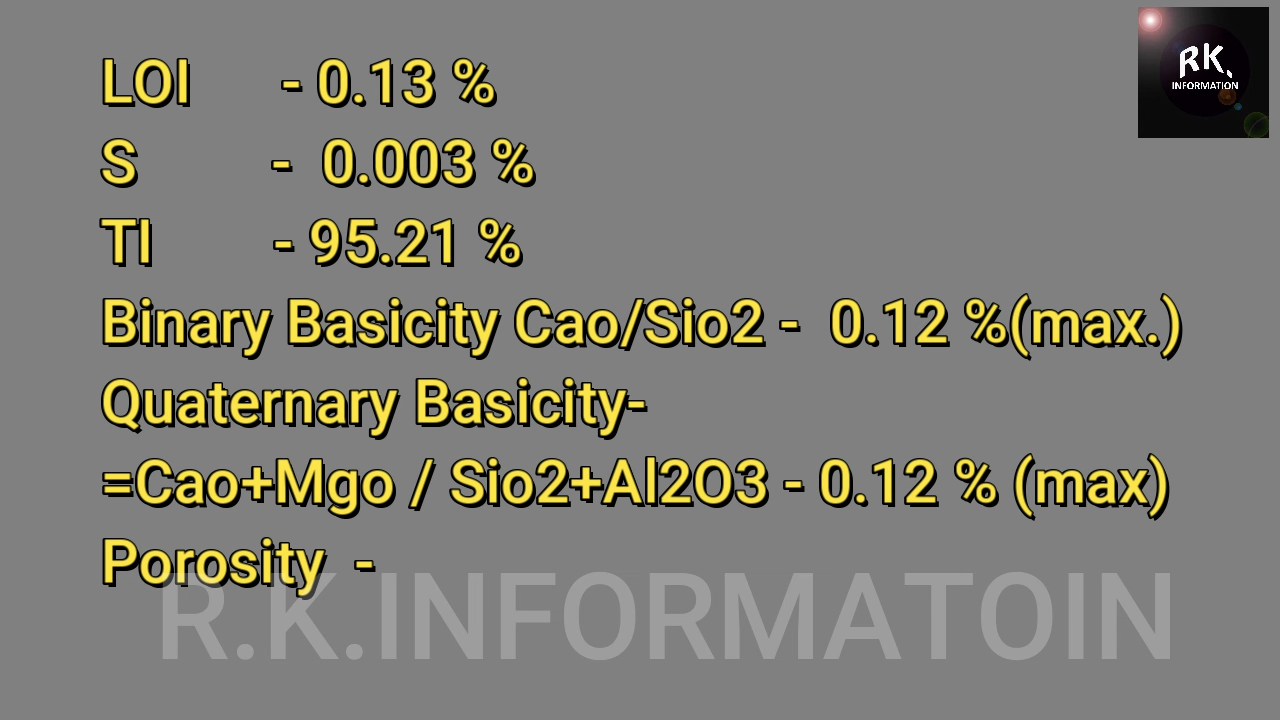 RK.
INFORMATION
LOI - 0.13 %
S - 0.003 %
TI - 95.21 %
Binary Basicity Cao/Sio2 - 0.12 %(max.)
Quaternary Basicity-
=Cao+Mgo / Sio2+Al2O3 - 0.12 % (max)
Porosity -
R.K.INFORMATOIN